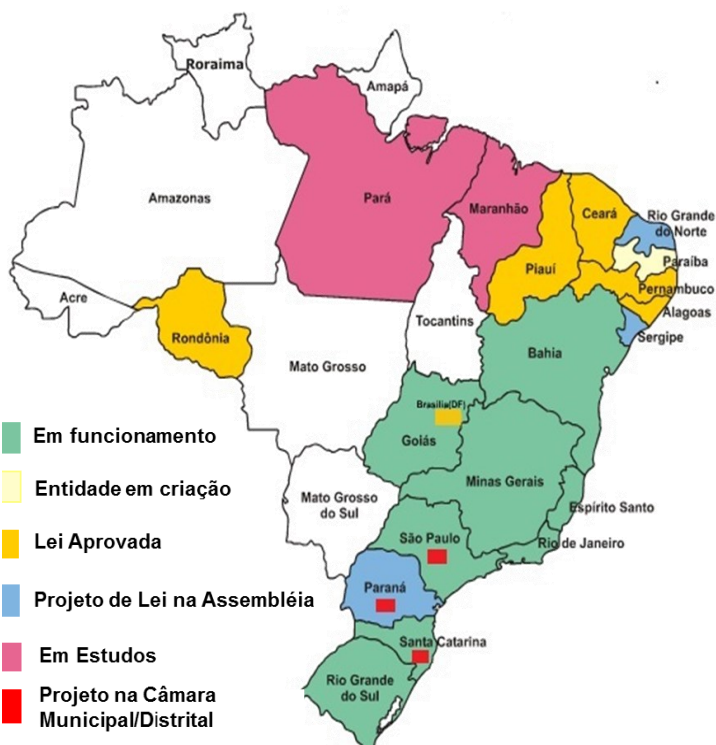 Roraima
Amapá
Amazonas
Pará
Maranhão
Ceará
Rio Grande
do Norte
Paraíba
Piauí
Pernambuco
Acre
Alagoas
Tocantins
Rondônia
Sergipe
Bahia
Mato Grosso
Brasília(DF)
Goiás
Em funcionamento
Minas Gerais
Entidade em criação
Mato Grosso
do Sul
Espírito Santo
São Paulo
Rio de Janeiro
Lei Aprovada
Paraná
Projeto de Lei na Assembléia
Santa Catarina
Em Estudos
Rio Grande
do Sul
Projeto na Câmara
Municipal/Distrital